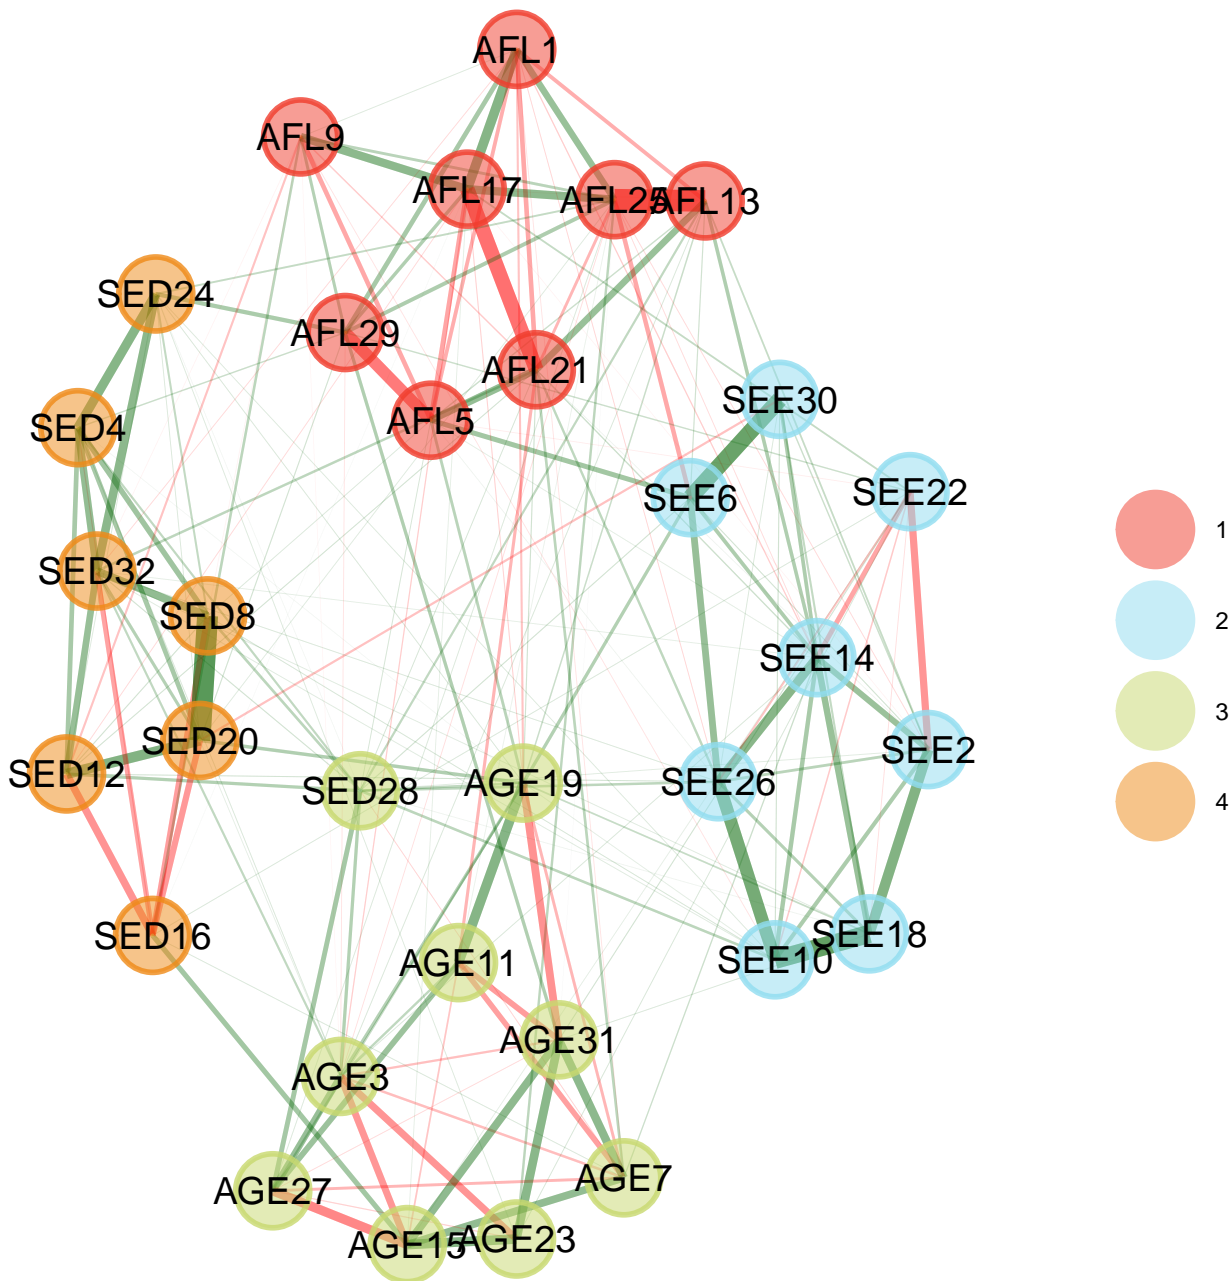 AFL1
AFL9
AFL17
AFL25
AFL13
SED24
AFL29
AFL21
SEE30
AFL5
SED4
SEE6
SEE22
SED32
SED8
1
2
3
4
SEE14
SED20
SED12
SED28
AGE19
SEE26
SEE2
SED16
AGE11
SEE10
SEE18
AGE31
AGE3
AGE27
AGE7
AGE15
AGE23